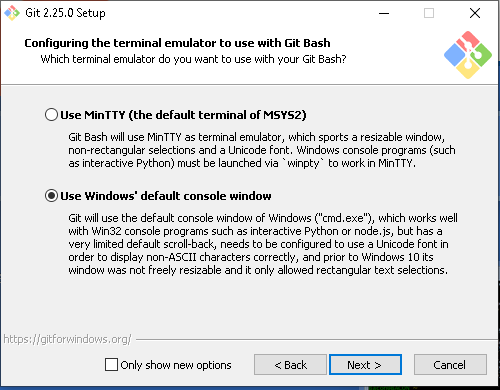 Git 2.25.0 Setup
Configuring the terminal emulator to use with Git Bash
Which terminal emulator do you want to use with your Git Bash?
Use MinTTY (the default terminal of MSYS2)
Git Bash will use MinTTY as terminal emulator, which sports a resizable window,
non-rectangular selections and a Unicode font. Windows console programs (such
as interactive Python) must be launched via `winpty` to work in MinTTY.
Use Windows' default console window
Git will use the default console window of Windows ("cmd.exe"), which works well
with Win32 console programs such as interactive Python or node.js, but has a
very limited default scroll-back, needs to be configured to use a Unicode font in
order to display non-ASCII characters correctly, and prior to Windows 10 its
window was not freely resizable and it only allowed rectangular text selections.
https://gitforwindows.org/
Only show new options
< Back
Next >
Cancel